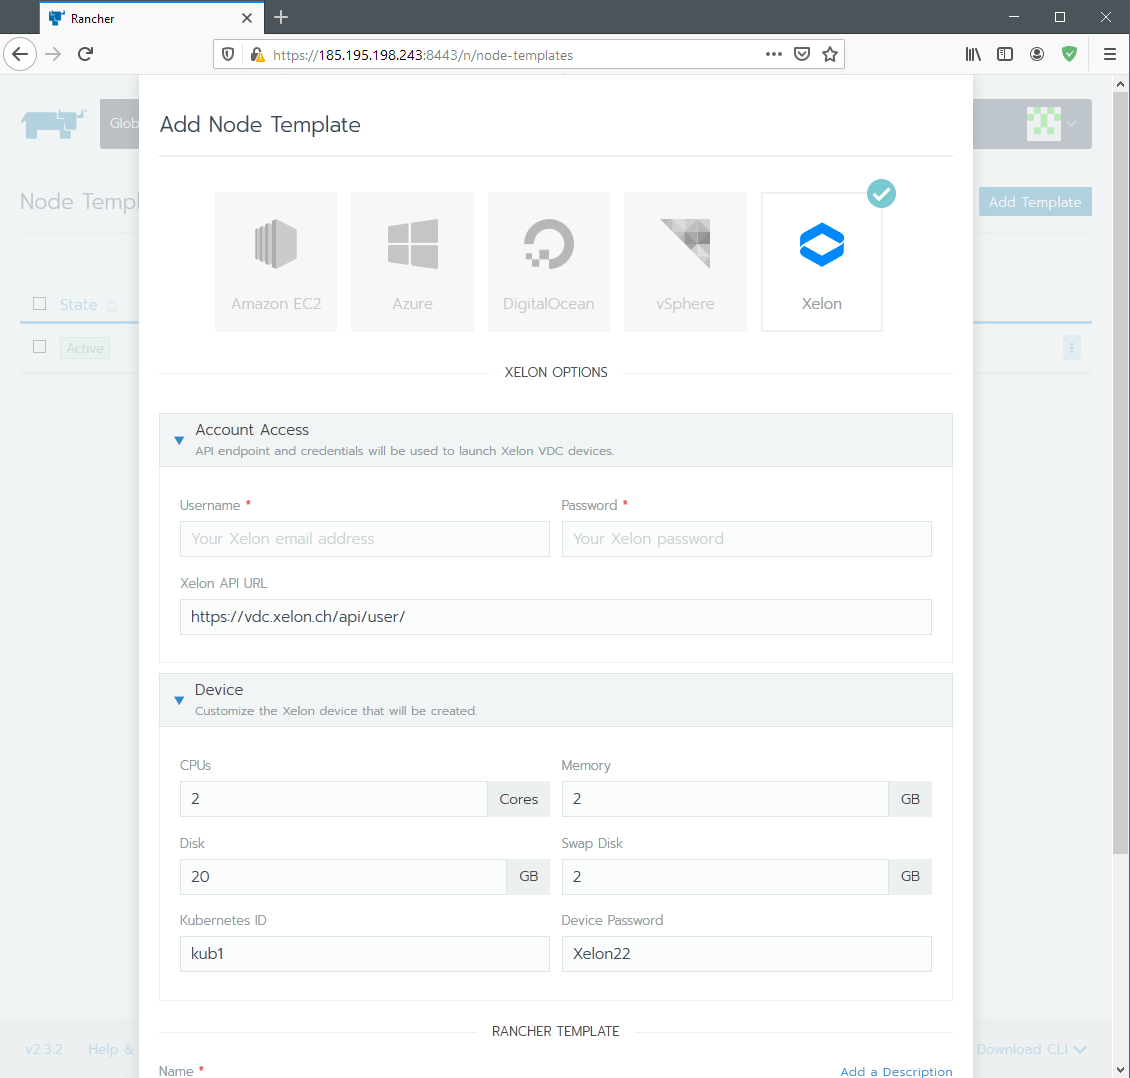 Rancher
https://185.195.198.243:8443/n/node-templates
Glob
Add Node Template
Node Templ
Add Template
Amazon EC2
Azure
DigitalOcean
vSphere
Xelon
State
Active
XELON OPTIONS
Account Access
API endpoint and credentials will be used to launch Xelon VDC devices.
Username *
Password *
Your Xelon email address
Your Xelon password
Xelon API URL
https://vdc.xelon.ch/api/user/
Device
Customize the Xelon device that will be created.
CPUs
Memory
2 Cores
2 GB
Disk
Swap Disk
20 GB
2 GB
Kubernetes ID
Device Password
kub1
Xelon22
RANCHER TEMPLATE
v2.3.2
Help &
Download CLI
Name *
Add a Description